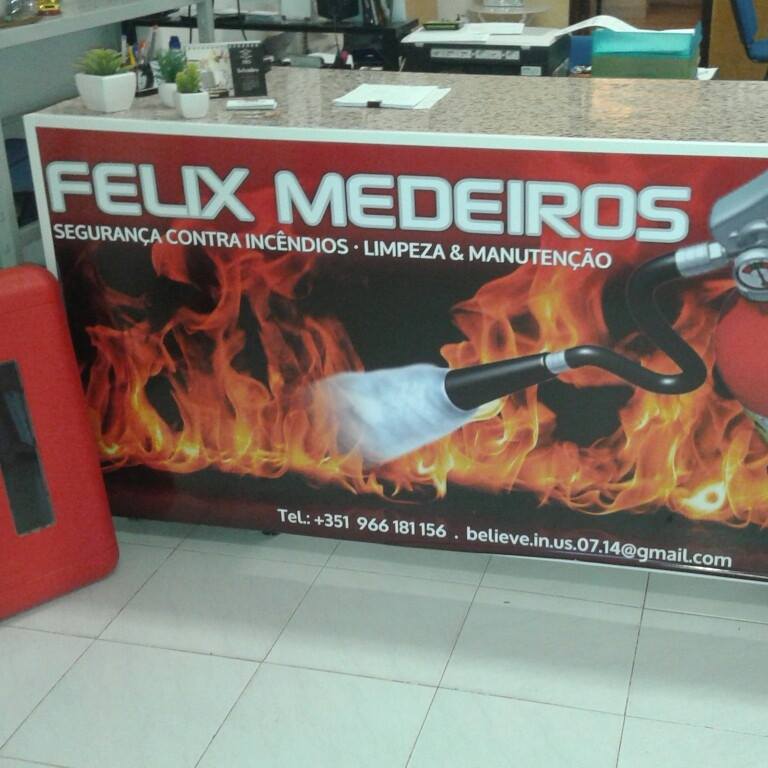 FELIX MEDEIROS
SEGURANÇA CONTRA INCÊNDIOS · LIMPEZA & MANUTENÇÃO
Tel.: +351 966 181 156 . believe.in.us.07.14@gmail.com